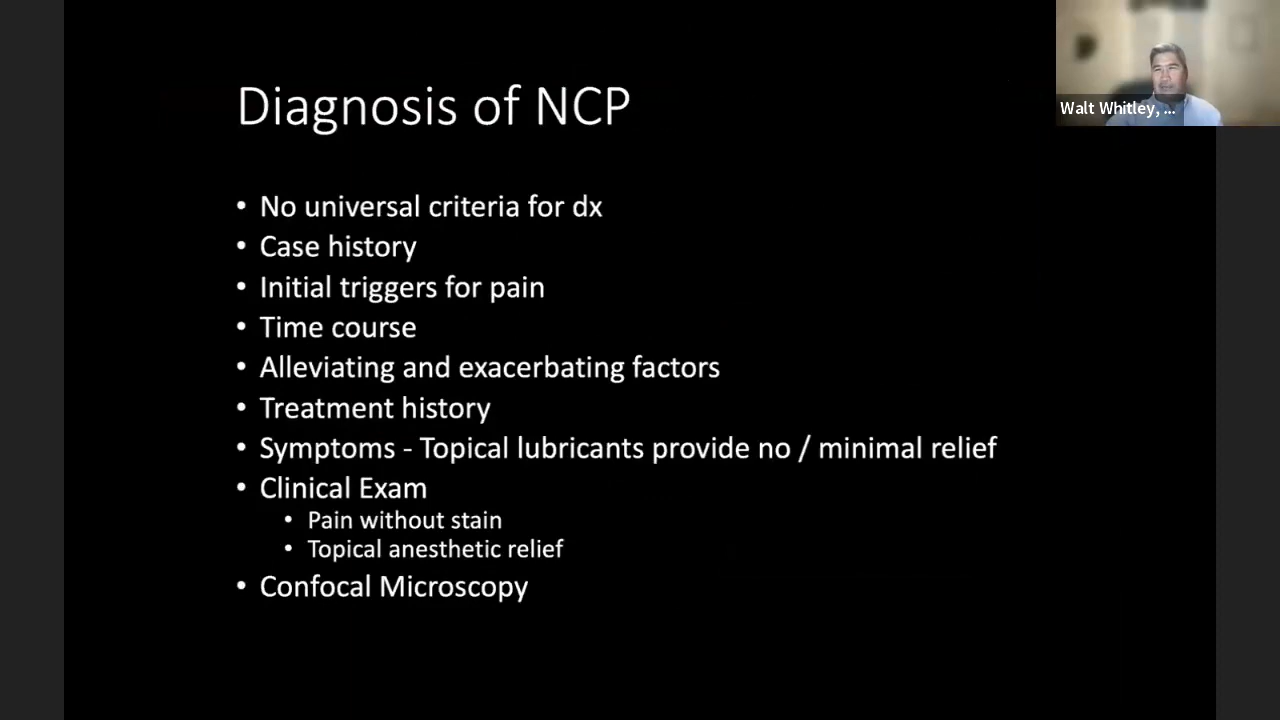 Diagnosis of NCP
Walt Whitley, ...
• No universal criteria for dx
• Case history
• Initial triggers for pain
• Time course
• Alleviating and exacerbating factors
• Treatment history
• Symptoms - Topical lubricants provide no / minimal relief
• Clinical Exam
• Pain without stain
• Topical anesthetic relief
• Confocal Microscopy